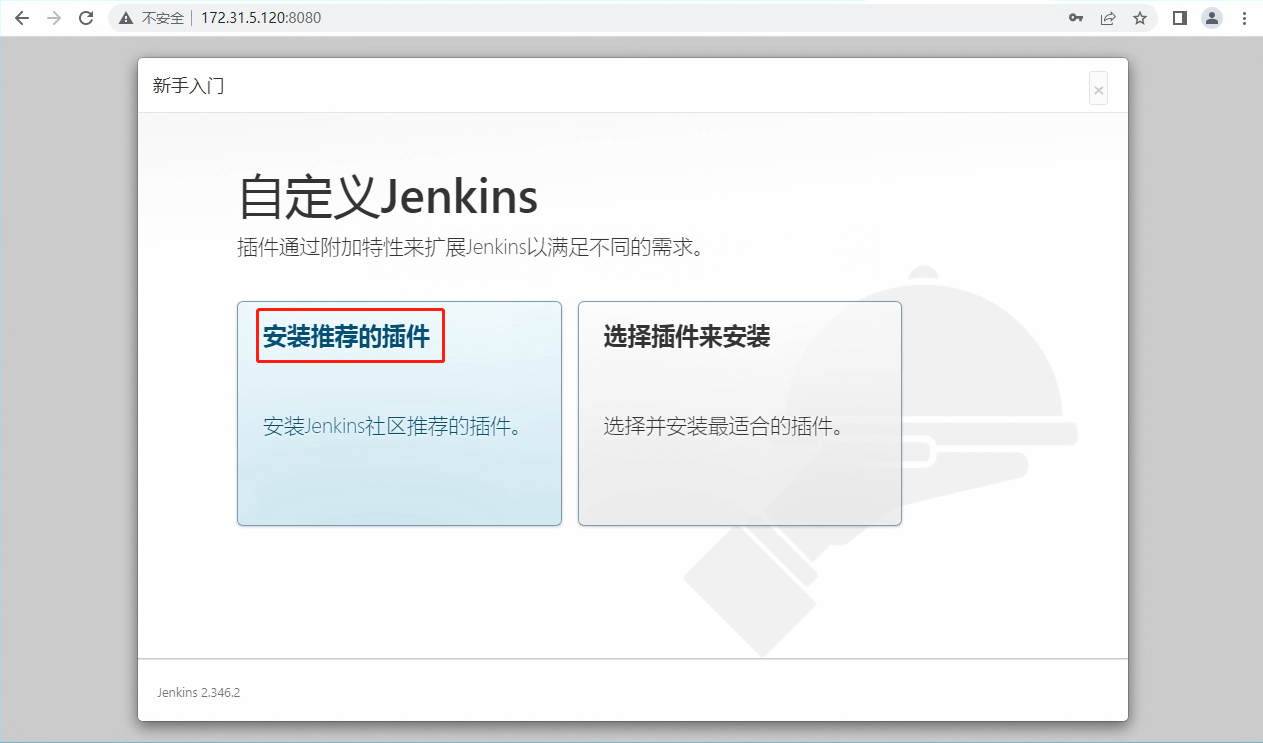 不安全 172.31.5.120:8080
新手入门
×
自定义Jenkins
插件通过附加特性来扩展Jenkins以满足不同的需求。
安装推荐的插件
安装Jenkins社区推荐的插件。
选择插件来安装
选择并安装最适合的插件。
Jenkins 2.346.2